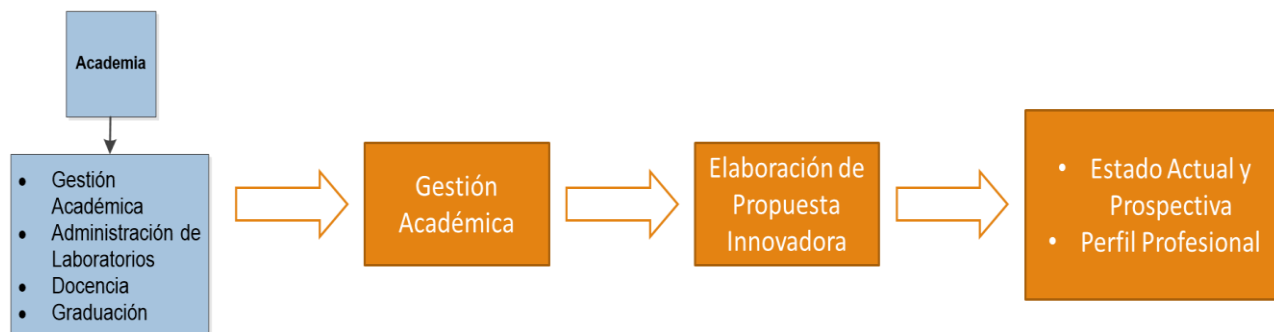 Academia
• Gestión
Académica
• Administración de
Laboratorios
• Docencia
• Graduación
Gestión
Académica
Elaboración de
Propuesta
Innovadora
• Estado Actual y
Prospectiva
• Perfil Profesional